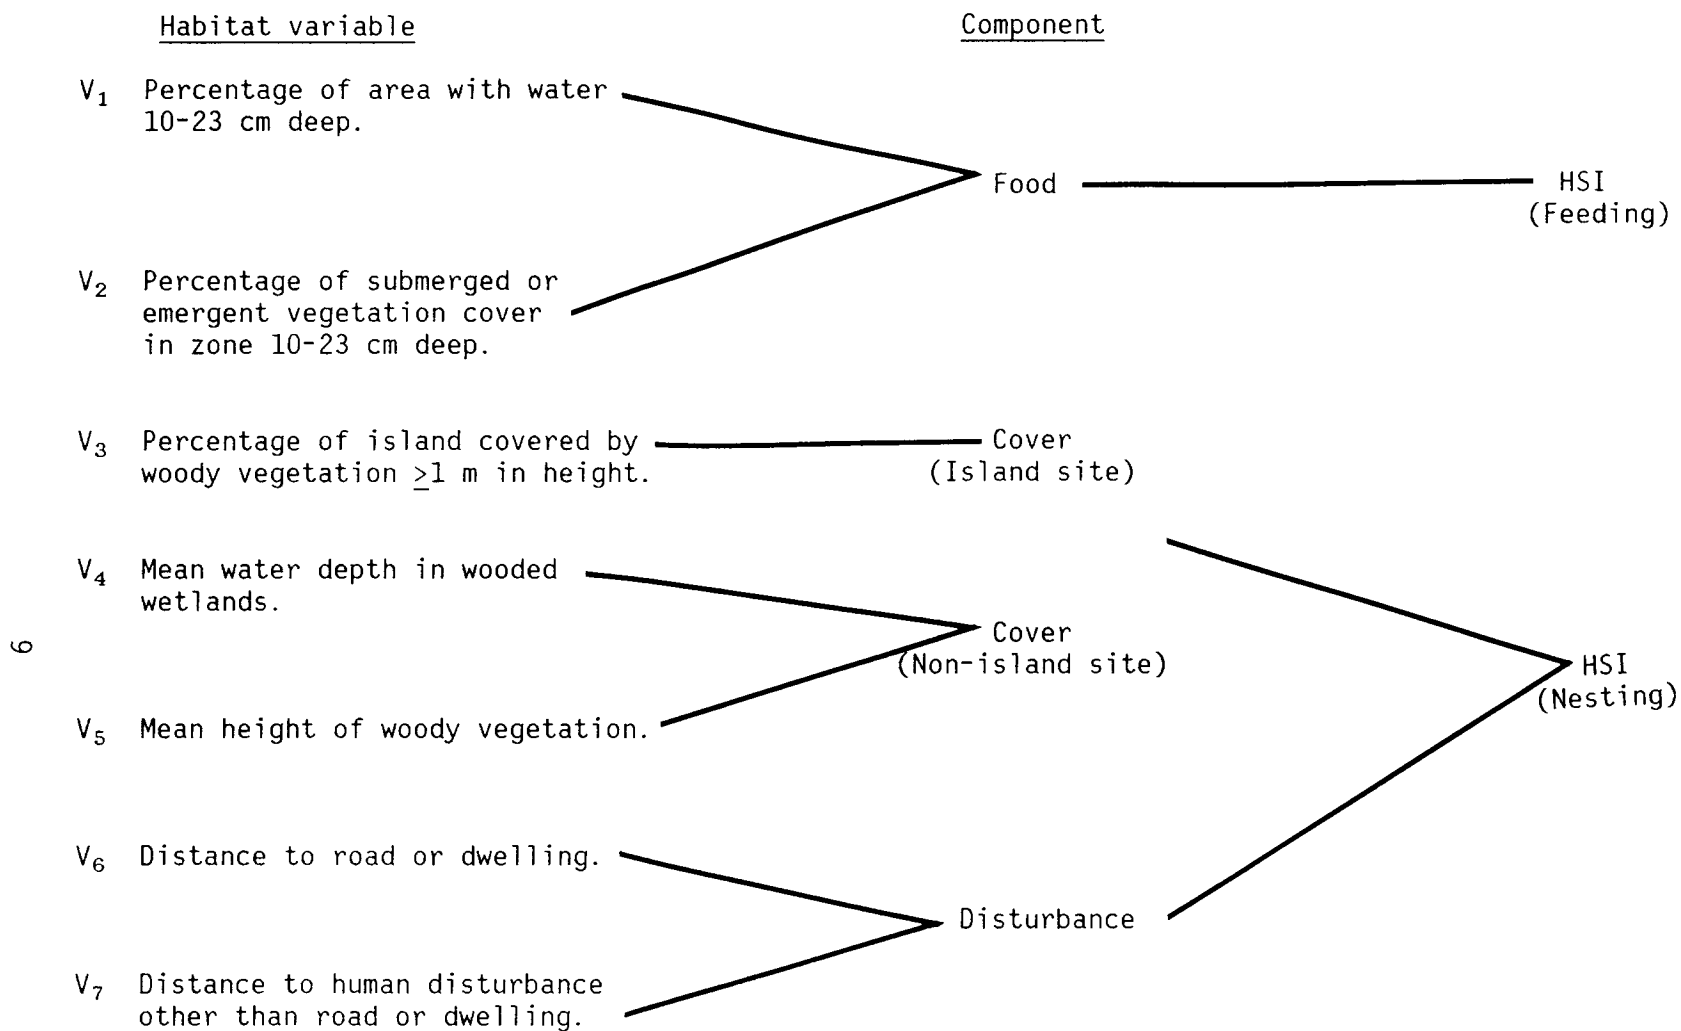 Habitat variable
Component
V₁ Percentage of area with water
10-23 cm deep.
Food
HSI
(Feeding)
V₂ Percentage of submerged or
emergent vegetation cover
in zone 10-23 cm deep.
V₃ Percentage of island covered by
woody vegetation ≥1 m in height.
Cover
(Island site)
V₄ Mean water depth in wooded
wetlands.
Cover
(Non-island site)
HSI
(Nesting)
V₅ Mean height of woody vegetation.
V₆ Distance to road or dwelling.
Disturbance
V₇ Distance to human disturbance
other than road or dwelling.
9